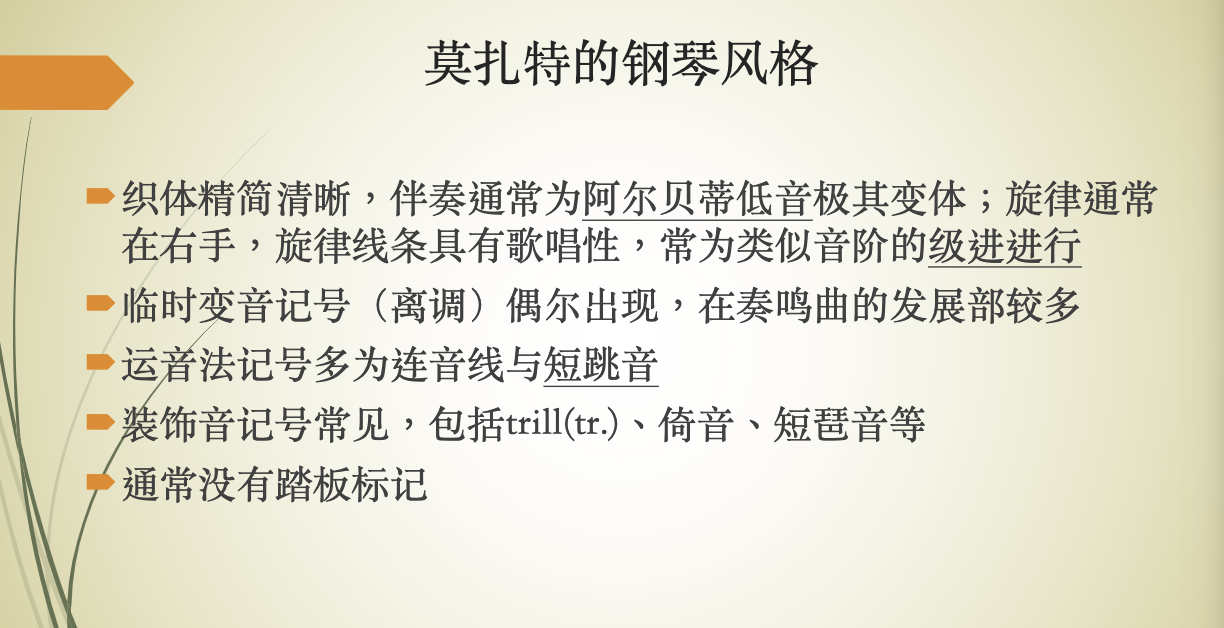 莫扎特的钢琴风格
织体精简清晰，伴奏通常为阿尔贝蒂低音极其变体；旋律通常
在右手，旋律线条具有歌唱性，常为类似音阶的级进进行
临时变音记号（离调）偶尔出现，在奏鸣曲的发展部较多
运音法记号多为连音线与短跳音
装饰音记号常见，包括trill(tr.)、倚音、短琶音等
通常没有踏板标记